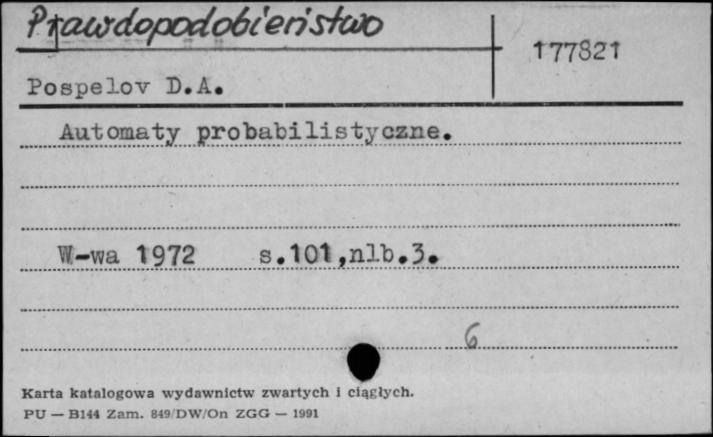 Prawdopodobieństwo
177821
Pospelov D.A.
Automaty probabilistyczne.
W-wa 1972 s.101,nlb.3.
6
Karta katalogowa wydawnictw zwartych i ciągłych.
PU — B144 Zam. 849/DW/On ZGG — 1991